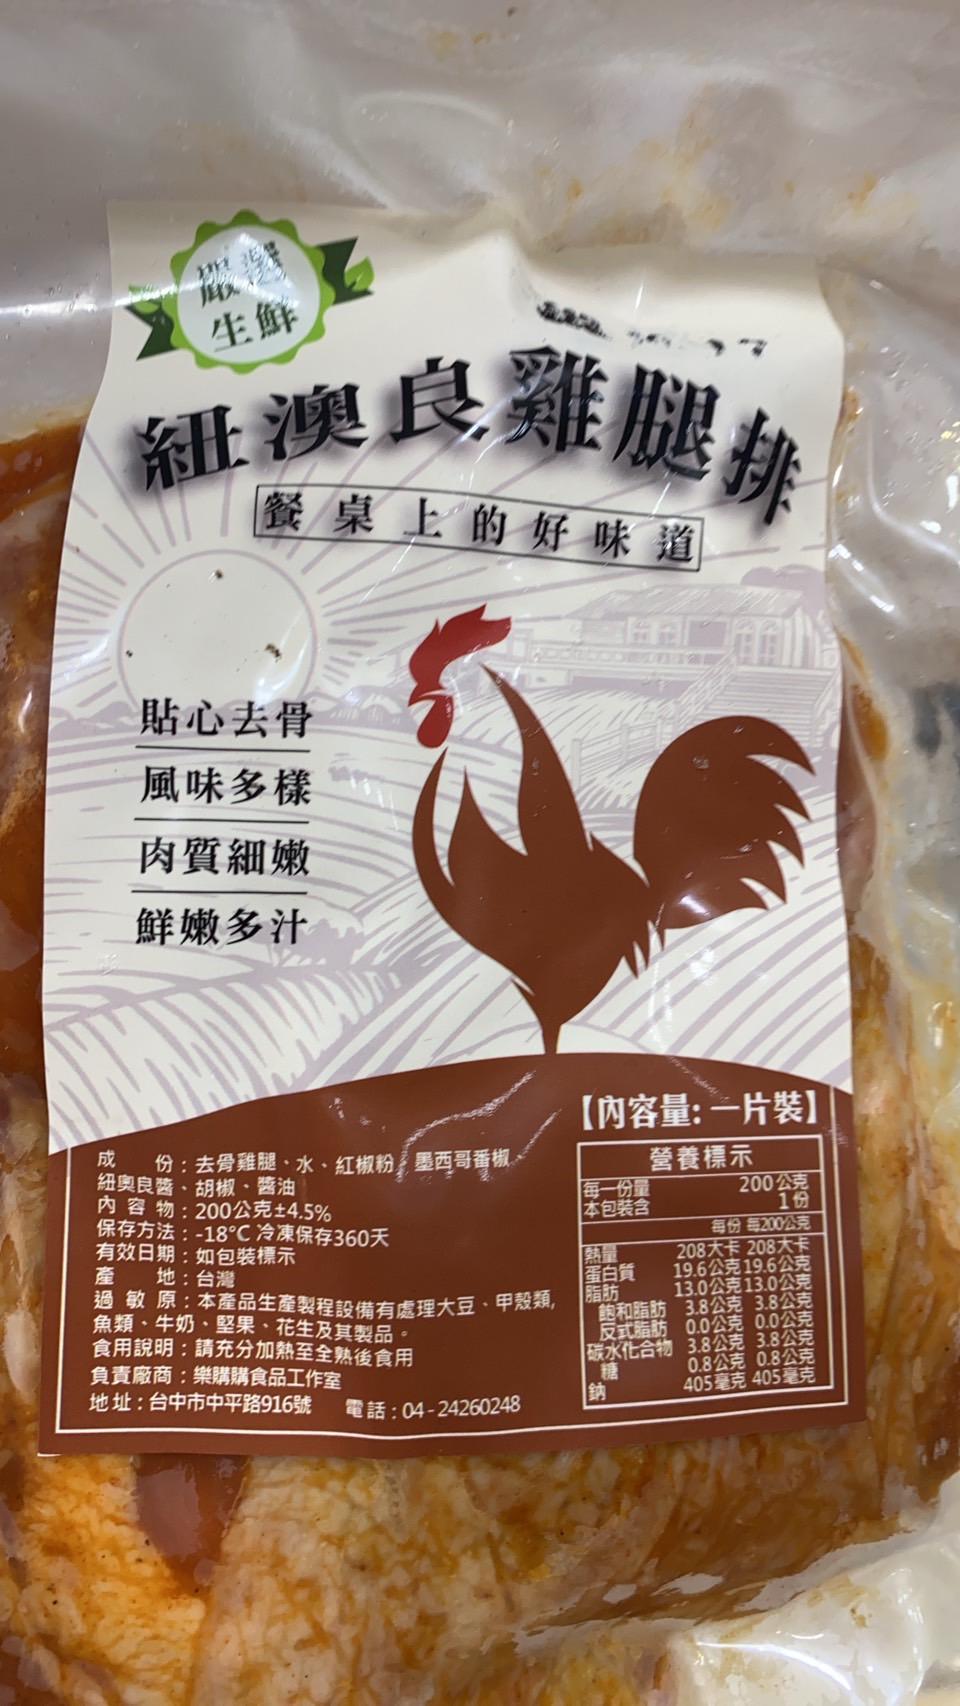 嚴選
生鮮
紐澳良雞腿排
餐桌上的好味道
貼心去骨
風味多樣
肉質細嫩
鮮嫩多汁
【內容量: 一片裝】
成份:去骨雞腿、水、紅椒粉、墨西哥番椒、
紐奧良醬、胡椒、醬油
內容物:200公克±4.5%
保存方法:-18°C 冷凍保存360天
有效日期:如包裝標示
產地:台灣
過敏原:本產品生產製程設備有處理大豆、甲殼類,
魚類、牛奶、堅果、花生及其製品。
食用說明:請充分加熱至全熟後食用
負責廠商:樂購購食品工作室
地址:台中市中平路916號 電話:04-24260248
營養標示
每一份量 200公克
本包裝含 1份
每份 每200公克
熱量 208大卡 208大卡
蛋白質 19.6公克 19.6公克
脂肪 13.0公克 13.0公克
飽和脂肪 3.8公克 3.8公克
反式脂肪 0.0公克 0.0公克
碳水化合物 3.8公克 3.8公克
糖 0.8公克 0.8公克
鈉 405毫克 405毫克